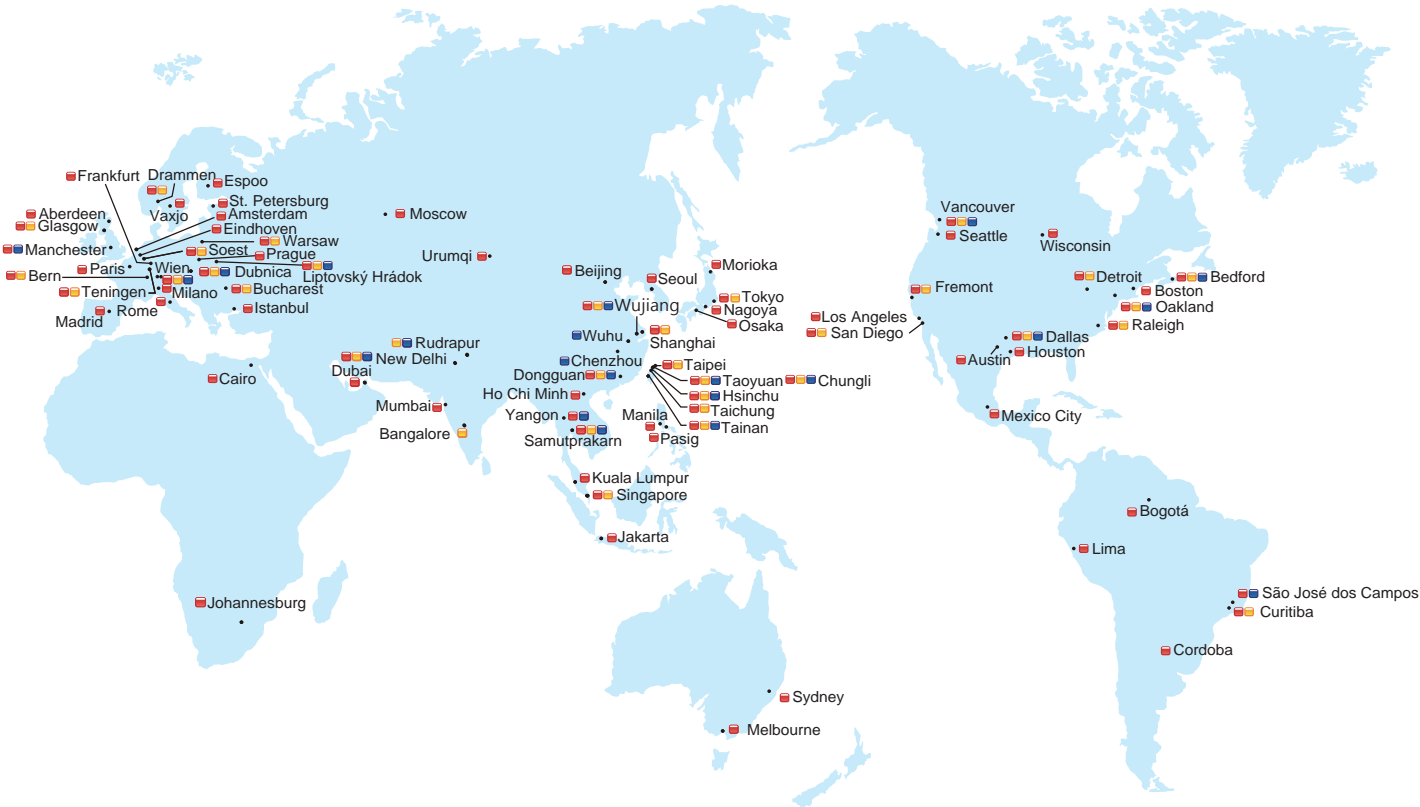 Frankfurt
Drammen
Espoo
Vaxjo
St. Petersburg
Aberdeen
Amsterdam
Moscow
Glasgow
Eindhoven
Warsaw
Manchester
Soest
Prague
Paris
Wien
Dubnica
Liptovský Hrádok
Bern
Teningen
Milano
Bucharest
Madrid
Rome
Istanbul
Urumqi
Beijing
Seoul
Morioka
Wujiang
Tokyo
Nagoya
Osaka
Wuhu
Shanghai
Rudrapur
New Delhi
Chenzhou
Taipei
Cairo
Dubai
Dongguan
Taoyuan
Chungli
Ho Chi Minh
Hsinchu
Mumbai
Yangon
Manila
Taichung
Bangalore
Samutprakarn
Pasig
Tainan
Kuala Lumpur
Singapore
Jakarta
Johannesburg
Sydney
Melbourne
Vancouver
Seattle
Wisconsin
Fremont
Detroit
Bedford
Boston
Oakland
Los Angeles
San Diego
Raleigh
Dallas
Houston
Austin
Mexico City
Bogotá
Lima
São José dos Campos
Curitiba
Cordoba